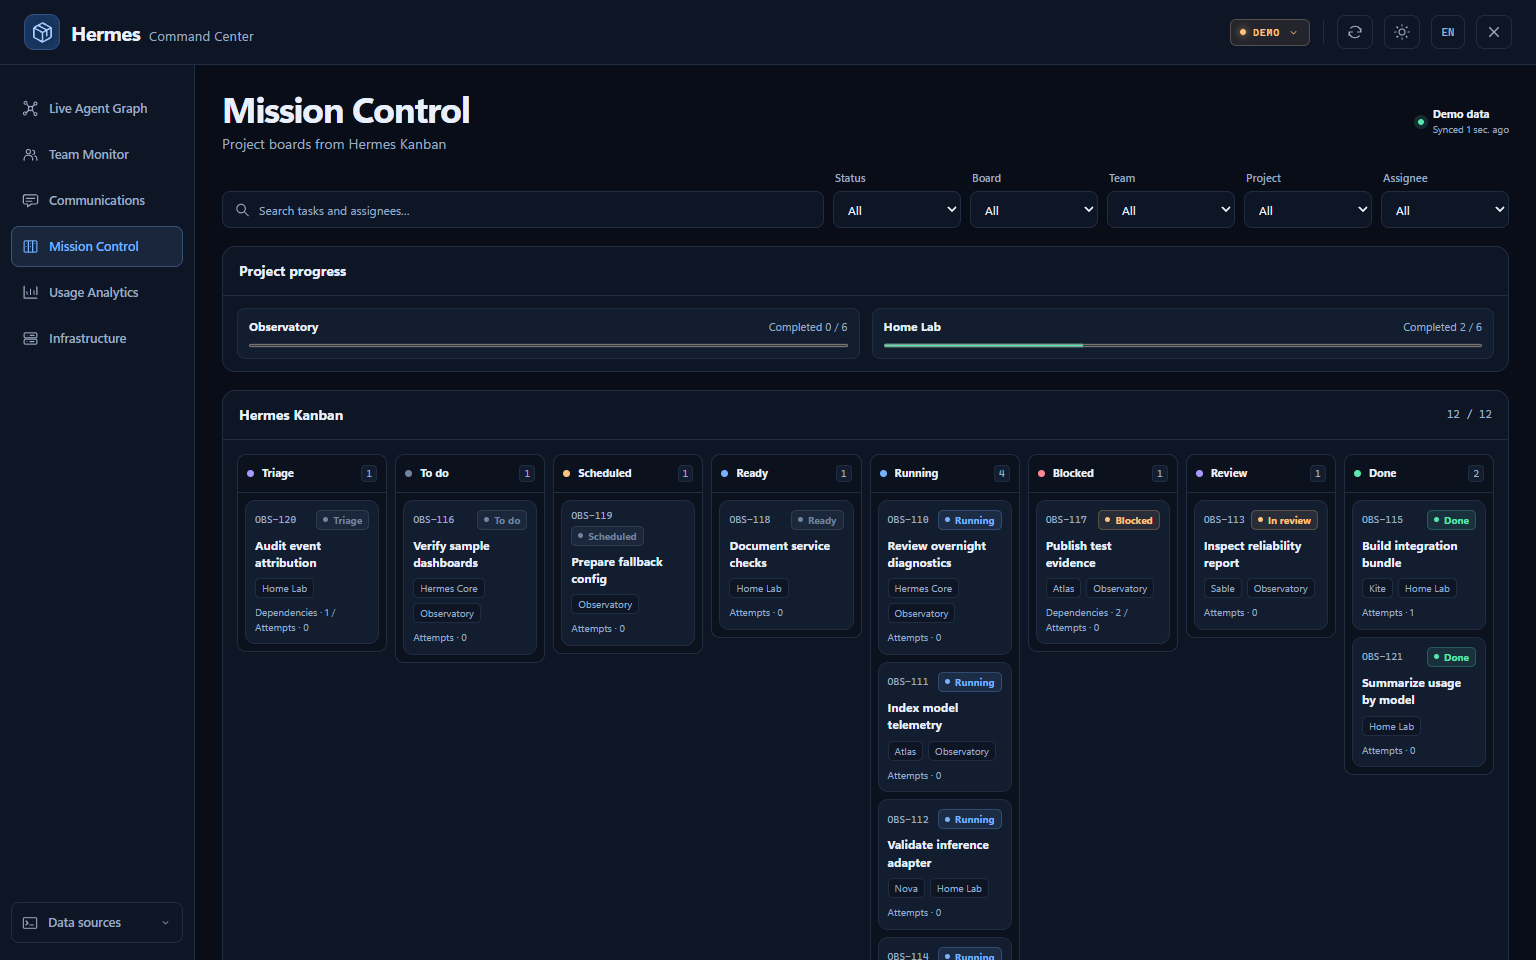 Hermes Command Center
DEMO
EN
Live Agent Graph
Team Monitor
Communications
Mission Control
Usage Analytics
Infrastructure
Data sources
Mission Control
Project boards from Hermes Kanban
Demo data
Synced 1 sec. ago
Search tasks and assignees...
Status
All
Board
All
Team
All
Project
All
Assignee
All
Project progress
Observatory
Completed 0 / 6
Home Lab
Completed 2 / 6
Hermes Kanban
12 / 12
Triage 1
OBS-120 Triage
Audit event
attribution
Home Lab
Dependencies · 1 /
Attempts · 0
To do 1
OBS-116 To do
Verify sample
dashboards
Hermes Core
Observatory
Attempts · 0
Scheduled 1
OBS-119
Scheduled
Prepare fallback
config
Observatory
Attempts · 0
Ready 1
OBS-118 Ready
Document service
checks
Home Lab
Attempts · 0
Running 4
OBS-110 Running
Review overnight
diagnostics
Hermes Core
Observatory
Attempts · 0
OBS-111 Running
Index model
telemetry
Atlas Observatory
Attempts · 0
OBS-112 Running
Validate inference
adapter
Nova Home Lab
Attempts · 0
OBS-114 Running
Blocked 1
OBS-117 Blocked
Publish test
evidence
Atlas Observatory
Dependencies · 2 /
Attempts · 0
Review 1
OBS-113 In review
Inspect reliability
report
Sable Observatory
Attempts · 0
Done 2
OBS-115 Done
Build integration
bundle
Kite Home Lab
Attempts · 1
OBS-121 Done
Summarize usage
by model
Home Lab
Attempts · 0